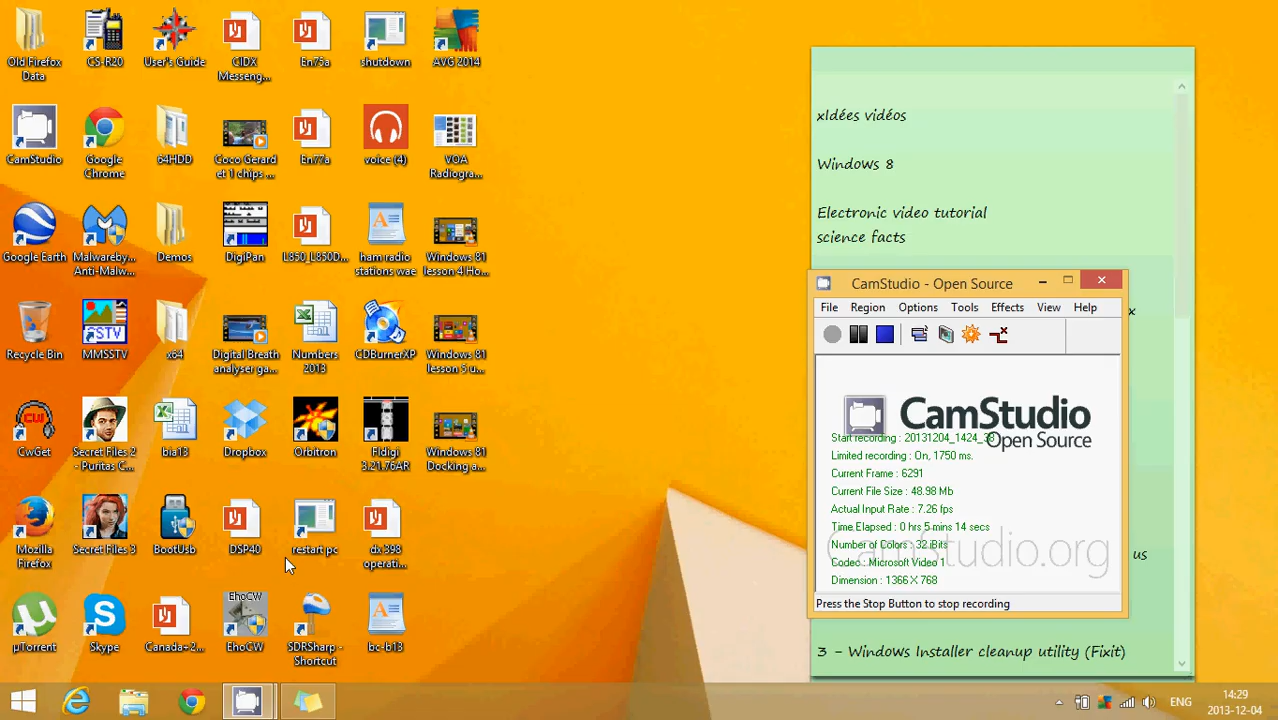 Old Firefox
Data
CS-R20
User's Guide
CIDX
Messeng...
En75a
shutdown
AVG 2014
CamStudio
Google
Chrome
64HDD
Coco Gerard
et 1 chips ...
En77a
voice (4)
VOA
Radiogra...
Google Earth
Malwareby...
Anti-Malw...
Demos
DigiPan
L850_L850D...
ham radio
stations wae
Windows 81
lesson 4 Ho...
Recycle Bin
SSTV
MMSSTV
x64
Digital Breath
analyser ga...
Numbers
2013
CDBurnerXP
Windows 81
lesson 5 u...
CW
CwGet
Secret Files 2
- Puritas C...
bia13
Dropbox
Orbitron
Fldigi
3.21.76AR
Windows 81
Docking a...
Mozilla
Firefox
Secret Files 3
BootUsb
DSP40
restart pc
dx 398
operati...
µTorrent
Skype
Canada+2...
EhoCW
EhoCW
SDRSharp -
Shortcut
bc-b13
xIdées vidéos
Windows 8
Electronic video tutorial
science facts
x
us
3 - Windows Installer cleanup utility (Fixit)
CamStudio - Open Source
File Region Options Tools Effects View Help
CamStudio
Open Source
Start recording : 20131204_1424_38
Limited recording : On, 1750 ms.
Current Frame : 6291
Current File Size : 48.98 Mb
Actual Input Rate : 7.26 fps
Time Elapsed : 0 hrs 5 mins 14 secs
Number of Colors : 32 Bits
Codec : Microsoft Video 1
Dimension : 1366 X 768
CamStudio.org
Press the Stop Button to stop recording
ENG
14:29
2013-12-04